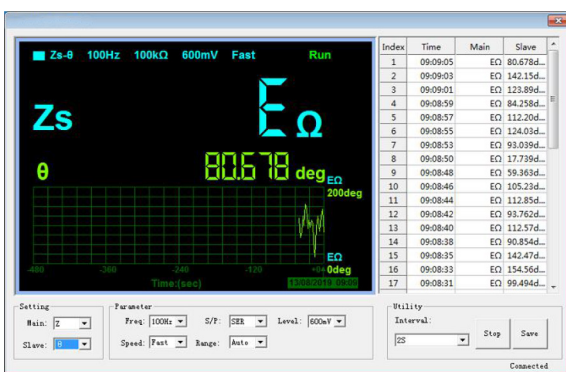 Zs-θ 100Hz 100kΩ 600mV Fast Run
Zs EΩ
θ 80.678 deg
EΩ
200deg
EΩ
0deg
-480 -360 -240 -120
Time:(sec)
Index Time Main Slave
1 09:09:05 EΩ 80.678d...
2 09:09:03 EΩ 142.15d...
3 09:09:01 EΩ 123.89d...
4 09:08:59 EΩ 84.258d...
5 09:08:57 EΩ 112.20d...
6 09:08:55 EΩ 124.03d...
7 09:08:53 EΩ 93.039d...
8 09:08:50 EΩ 17.739d...
9 09:08:48 EΩ 59.363d...
10 09:08:46 EΩ 105.23d...
11 09:08:44 EΩ 112.85d...
12 09:08:42 EΩ 93.762d...
13 09:08:40 EΩ 112.57d...
14 09:08:38 EΩ 90.854d...
15 09:08:35 EΩ 142.47d...
16 09:08:33 EΩ 154.56d...
17 09:08:31 EΩ 99.494d...
Setting
Main: Z
Slave: θ
Parameter
Freq: 100Hz S/P: SER Level: 600mV
Speed: Fast Range: Auto
Utility
Interval:
2S Stop Save
Connected